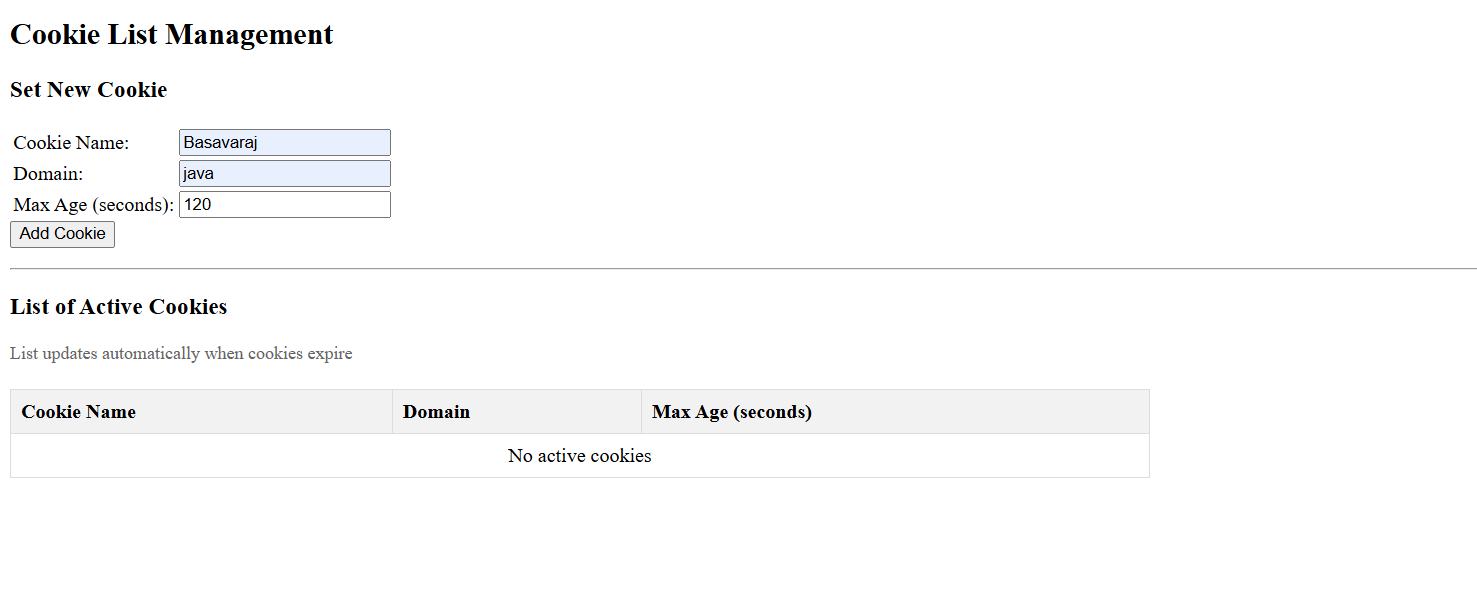 Cookie List Management
Set New Cookie
Cookie Name: Basavaraj
Domain: java
Max Age (seconds): 120
Add Cookie
List of Active Cookies
List updates automatically when cookies expire
Cookie Name Domain Max Age (seconds)
No active cookies